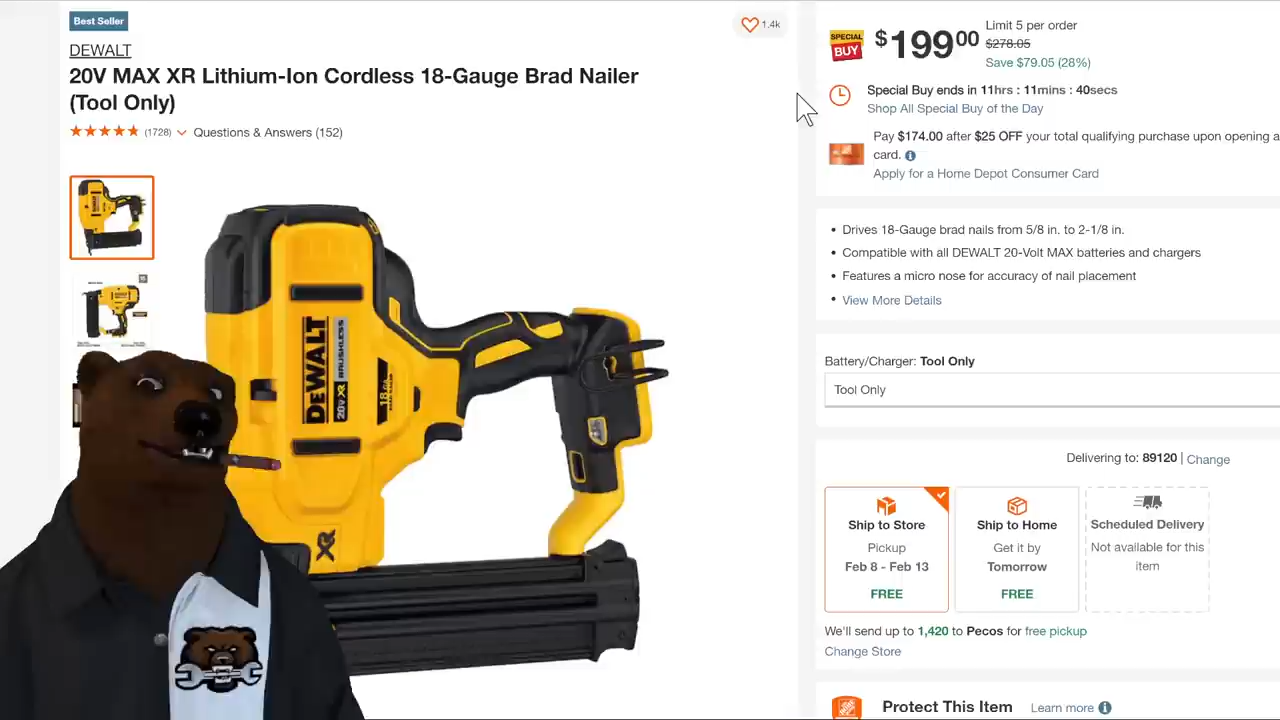 Best Seller
1.4k
DEWALT
20V MAX XR Lithium-Ion Cordless 18-Gauge Brad Nailer
(Tool Only)
(1728)
Questions & Answers (152)
DEWALT
20V XR BRUSHLESS
18 GA
XR
SPECIAL
BUY
$199.00
Limit 5 per order
$278.05
Save $79.05 (28%)
Special Buy ends in 11hrs : 11mins : 40secs
Shop All Special Buy of the Day
Pay $174.00 after $25 OFF your total qualifying purchase upon opening a
card.
Apply for a Home Depot Consumer Card
• Drives 18-Gauge brad nails from 5/8 in. to 2-1/8 in.
• Compatible with all DEWALT 20-Volt MAX batteries and chargers
• Features a micro nose for accuracy of nail placement
• View More Details
Battery/Charger: Tool Only
Tool Only
Delivering to: 89120 | Change
Ship to Store
Pickup
Feb 8 - Feb 13
FREE
Ship to Home
Get it by
Tomorrow
FREE
Scheduled Delivery
Not available for this
item
We'll send up to 1,420 to Pecos for free pickup
Change Store
Protect This Item
Learn more